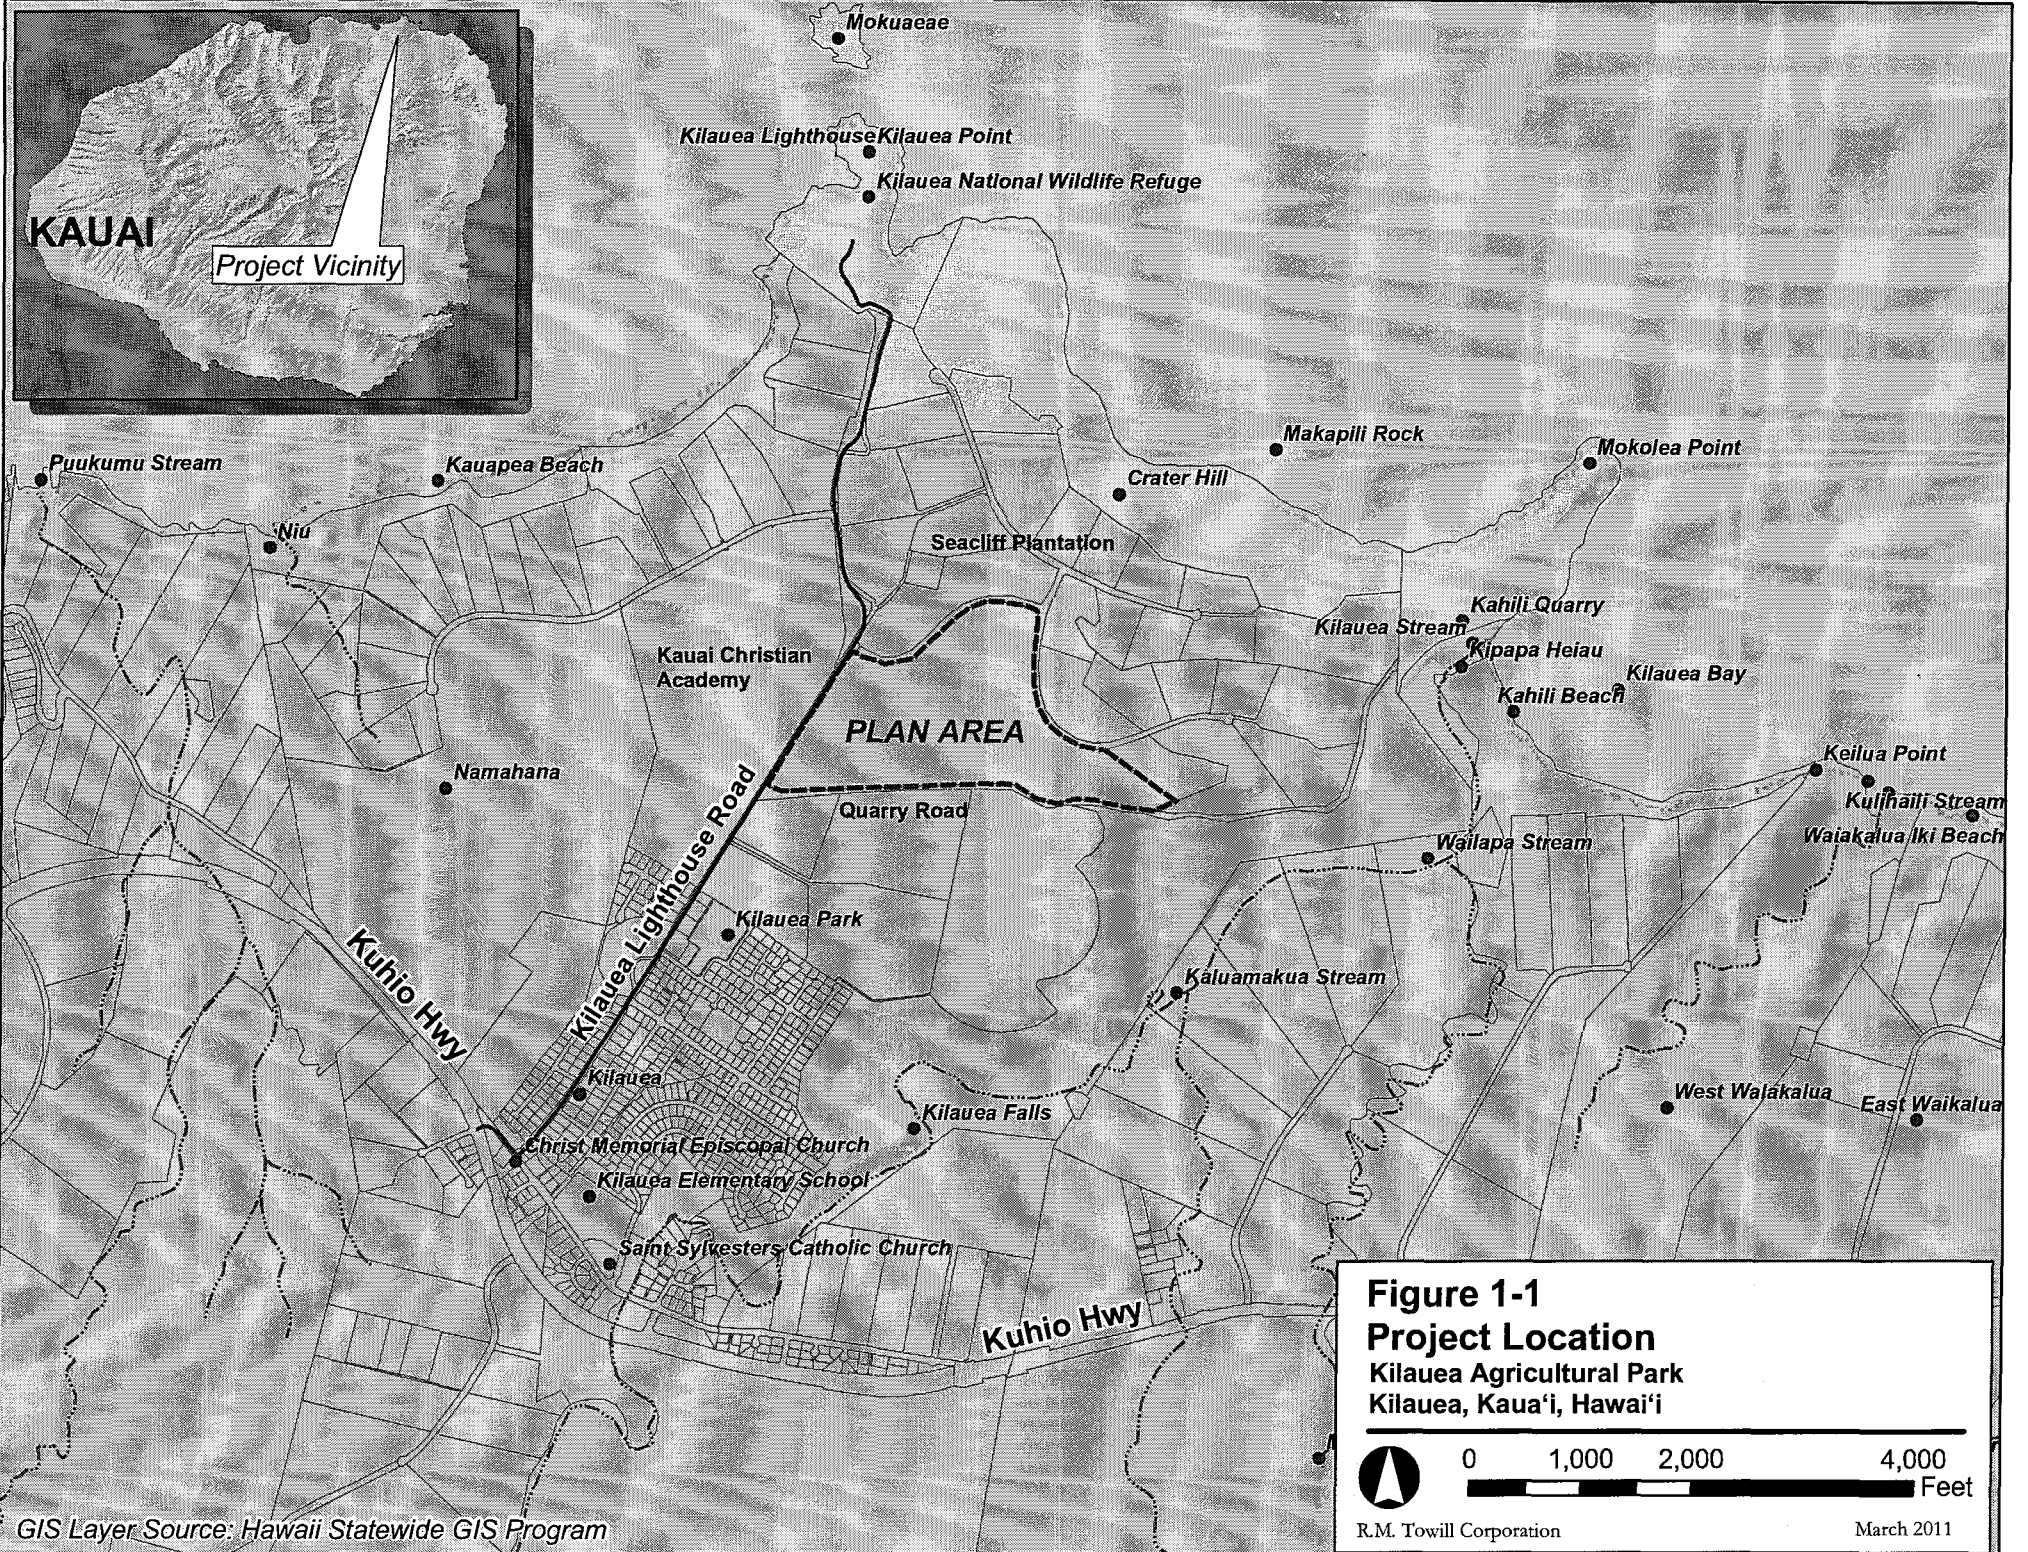 Mokuaeae
Kilauea Lighthouse
Kilauea Point
Kilauea National Wildlife Refuge
KAUAI
Project Vicinity
Puukumu Stream
Kauapea Beach
Niu
Makapili Rock
Mokolea Point
Crater Hill
Seacliff Plantation
Kahili Quarry
Kilauea Stream
Kipapa Heiau
Kauai Christian
Academy
Kilauea Bay
Kahili Beach
PLAN AREA
Namahana
Keilua Point
Stream
Quarry Road
Waiakalua Iki Beach
Wailapa Stream
Kilauea Lighthouse Road
Kilauea Park
Kuhio Hwy
Kaluamakua Stream
Kilauea
Kilauea Falls
West Waiakalua
East Waikalua
Christ Memorial Episcopal Church
Kilauea Elementary School
Saint Sylvesters Catholic Church
Kuhio Hwy
Figure 1-1
Project Location
Kilauea Agricultural Park
Kilauea, Kauaʻi, Hawaiʻi
0 1,000 2,000 4,000
Feet
R.M. Towill Corporation March 2011
GIS Layer Source: Hawaii Statewide GIS Program